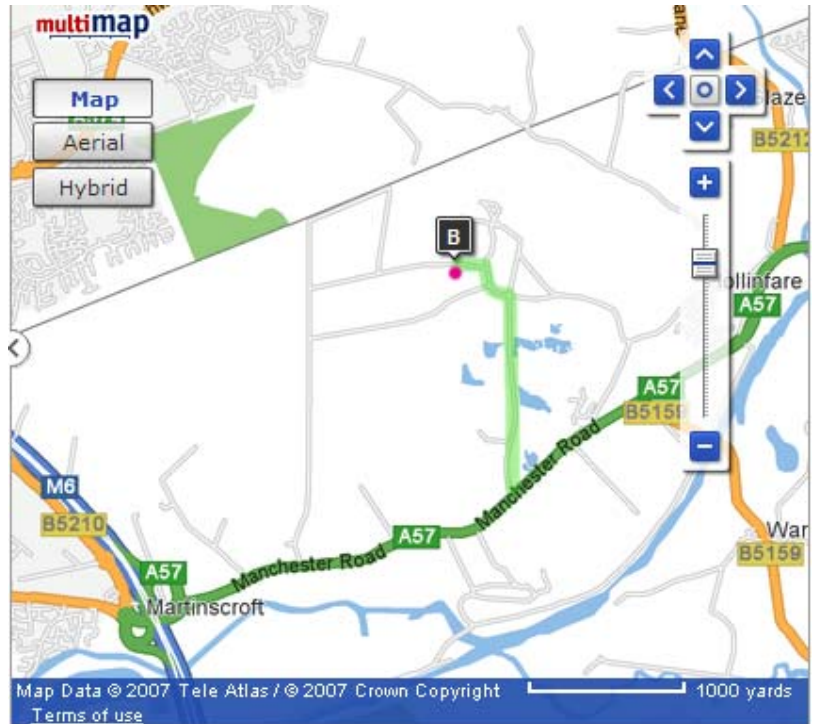 multimap
Map
Aerial
Hybrid
B5212
B
ollinfare
A57
A57
B5159
M6
B5210
Manchester Road
A57
War
B5159
A57
Manchester Road
Martinscroft
Map Data © 2007 Tele Atlas / © 2007 Crown Copyright
1000 yards
Terms of use